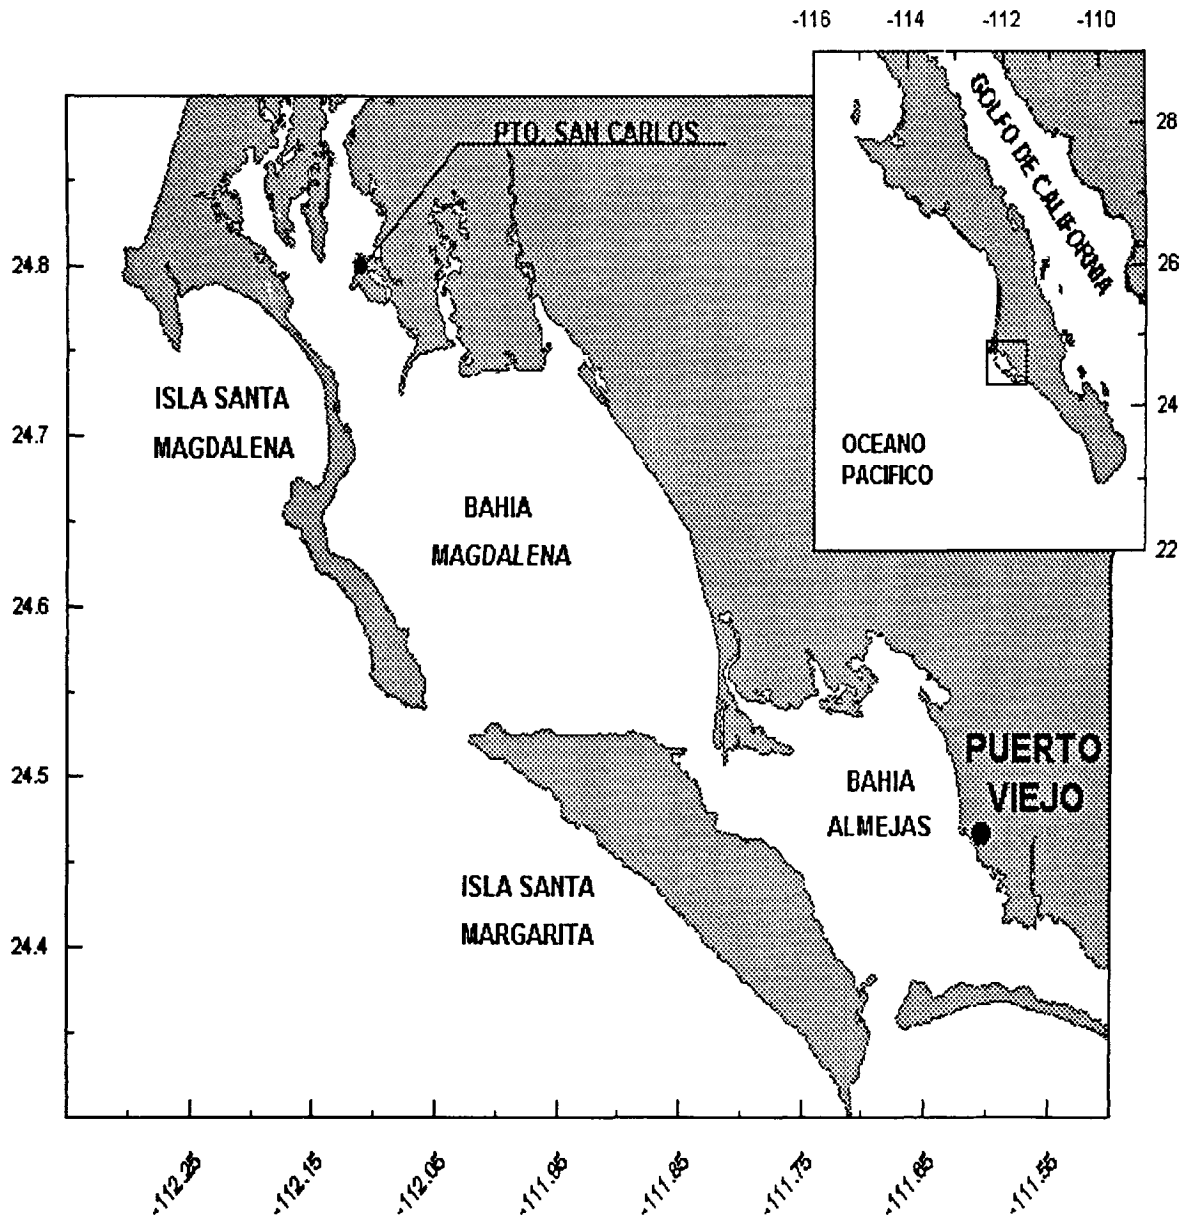 -116 -114 -112 -110
GOLFO DE CALIFORNIA
28
26
24
22
OCEANO
PACIFICO
PTO. SAN CARLOS
24.8
24.7
24.6
24.5
24.4
ISLA SANTA
MAGDALENA
BAHIA
MAGDALENA
PUERTO
VIEJO
BAHIA
ALMEJAS
ISLA SANTA
MARGARITA
-112.25 -112.15 -112.05 -111.95 -111.85 -111.75 -111.65 -111.55